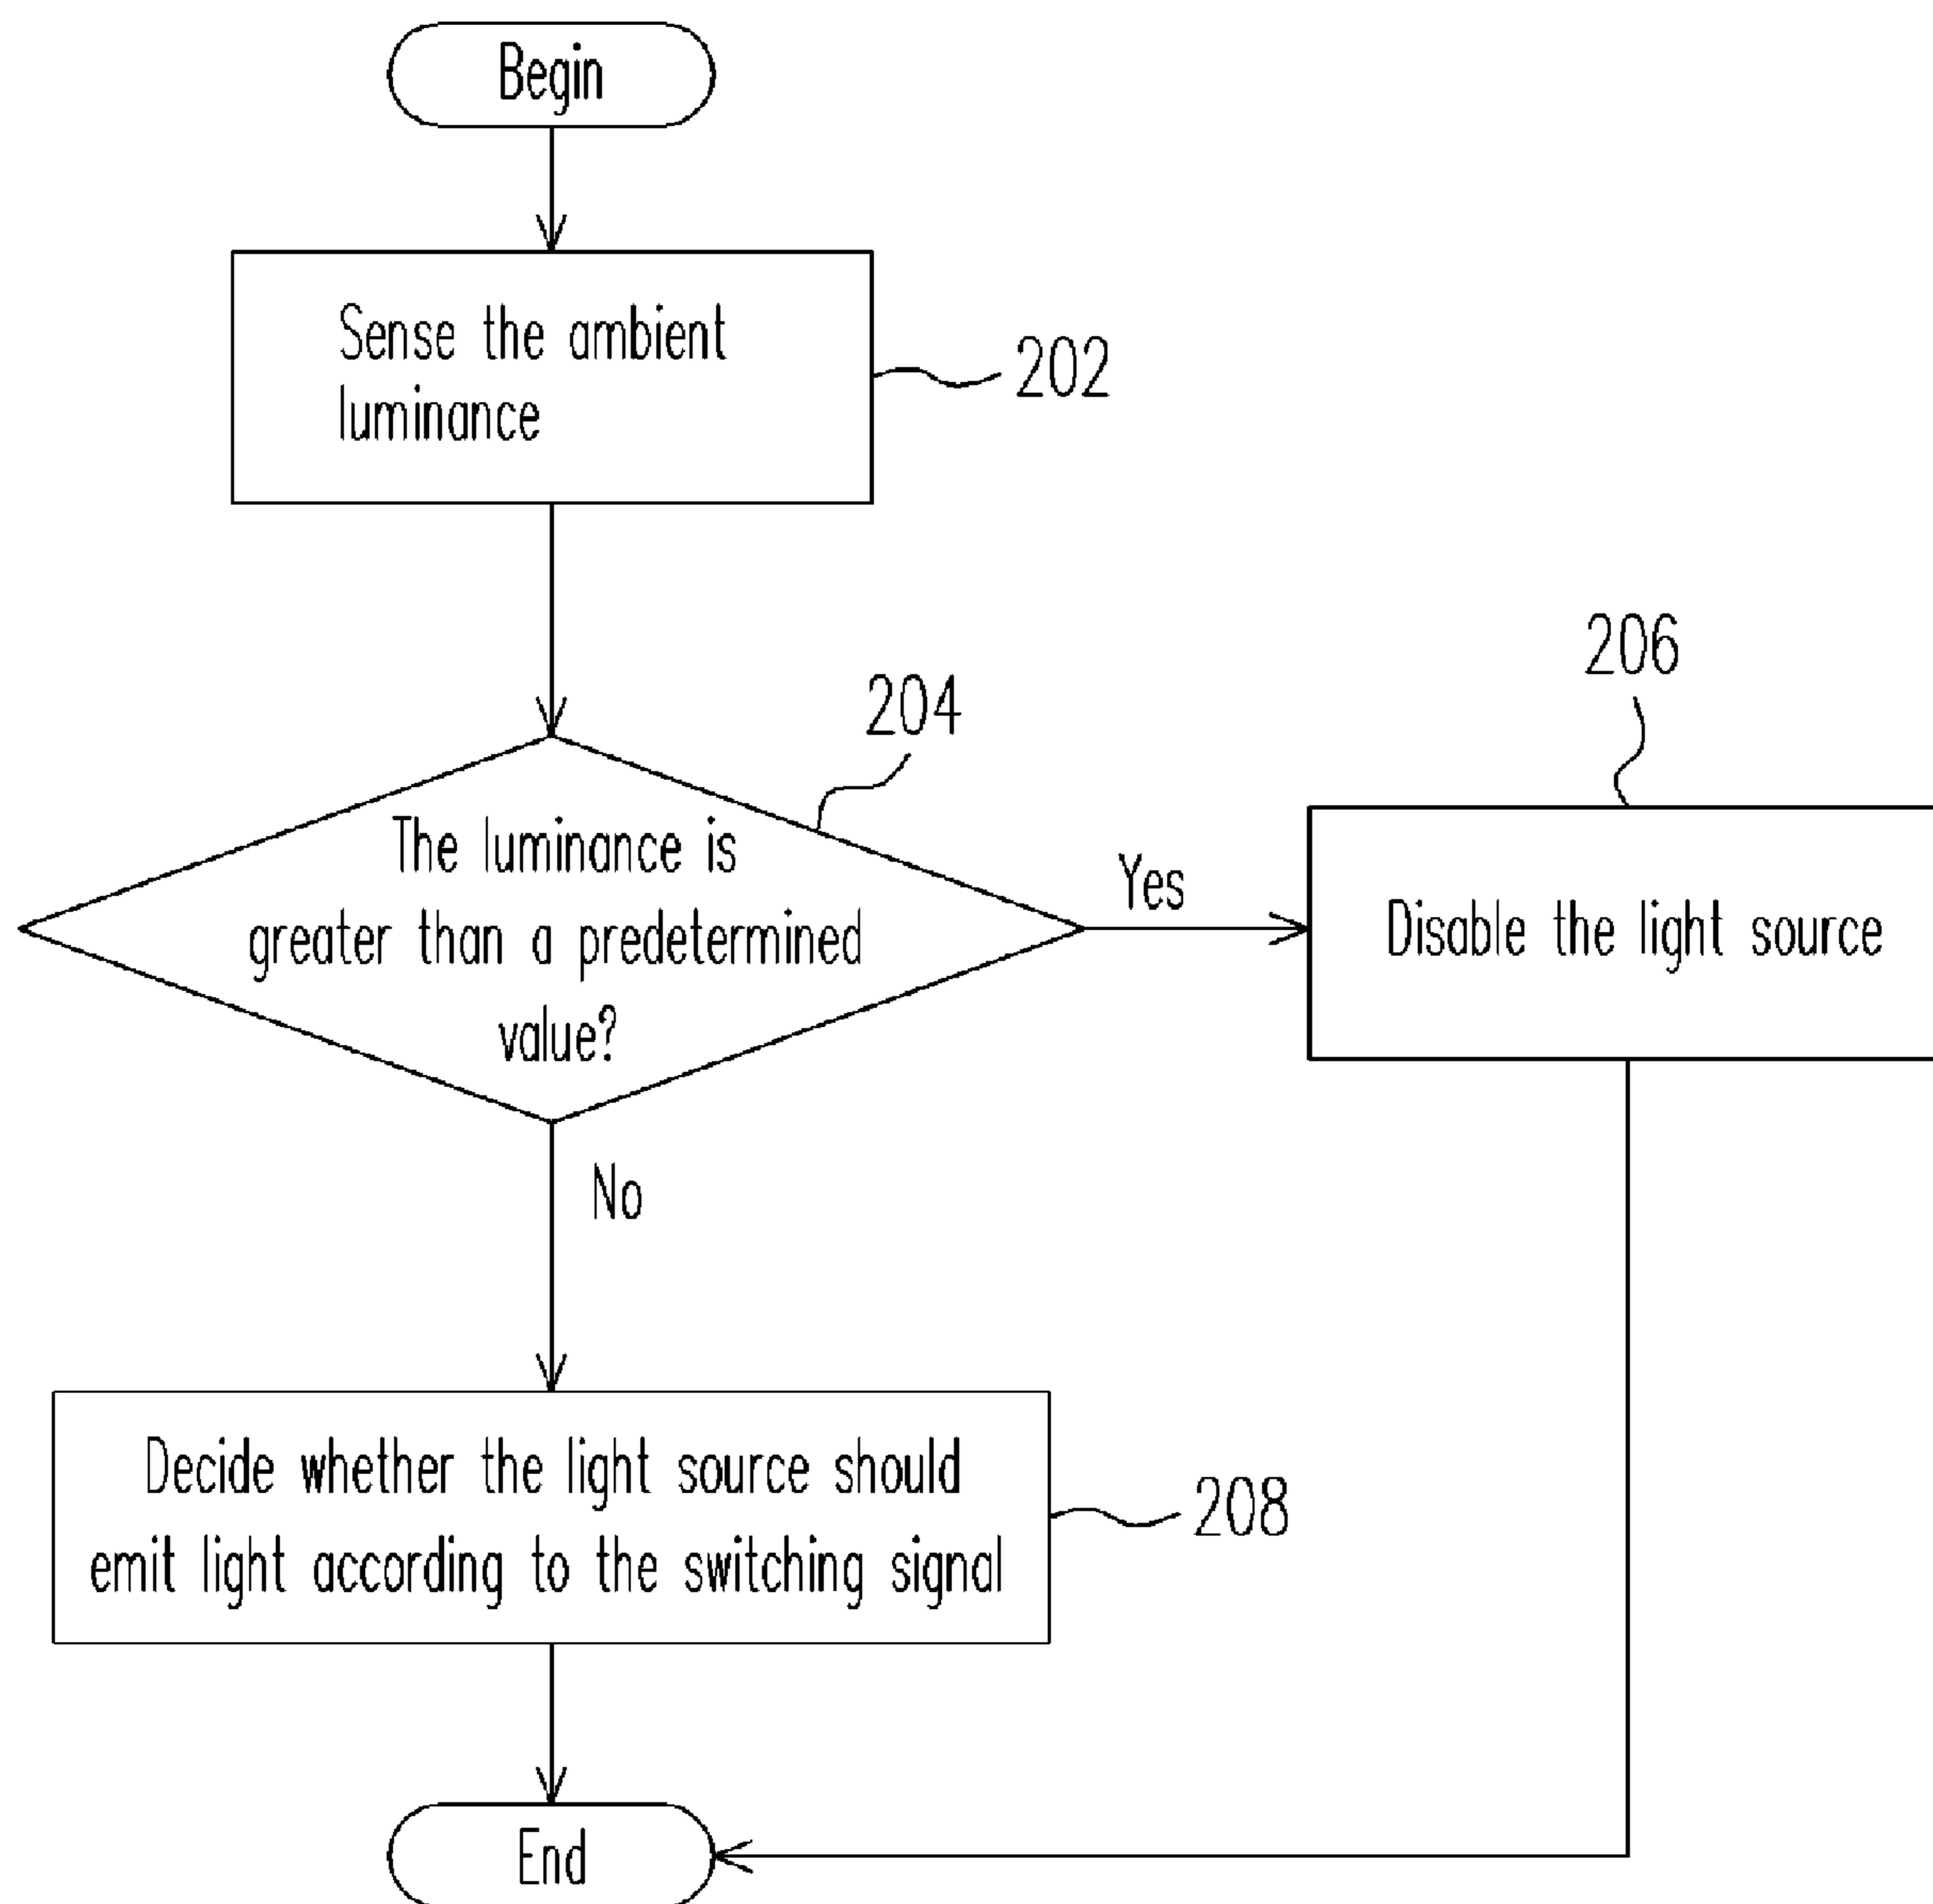 Begin
Sense the ambient
luminance
202
204
The luminance is
greater than a predetermined
value?
Yes
206
Disable the light source
No
Decide whether the light source should
emit light according to the switching signal
208
End